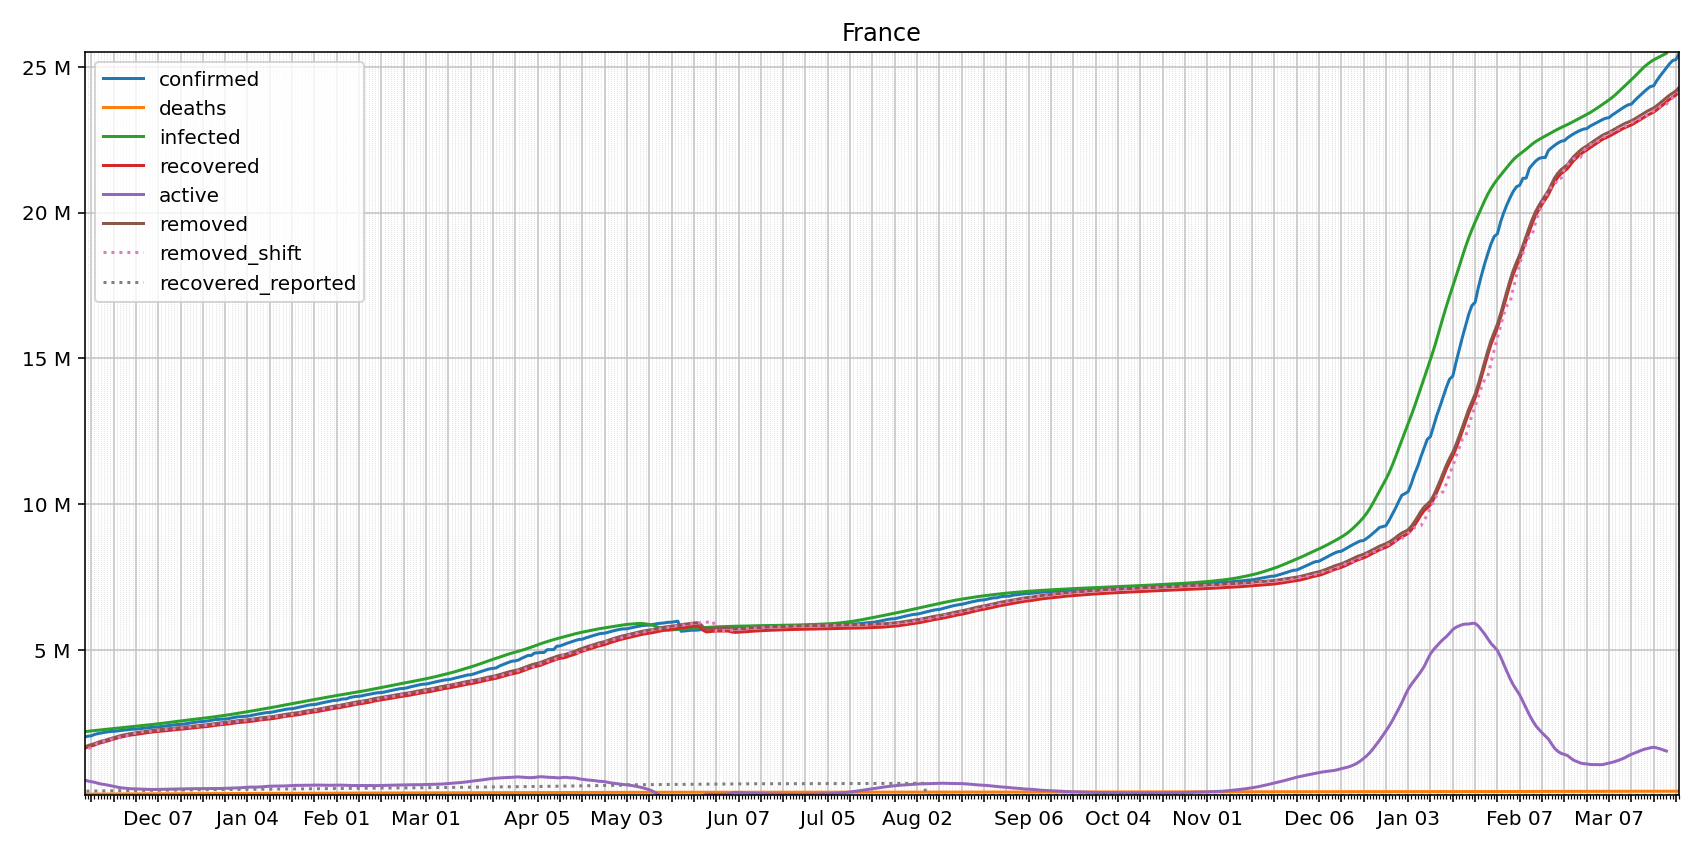 France
25 M
20 M
15 M
10 M
5 M
confirmed
deaths
infected
recovered
active
removed
removed_shift
recovered_reported
Dec 07 Jan 04 Feb 01 Mar 01 Apr 05 May 03 Jun 07 Jul 05 Aug 02 Sep 06 Oct 04 Nov 01 Dec 06 Jan 03 Feb 07 Mar 07